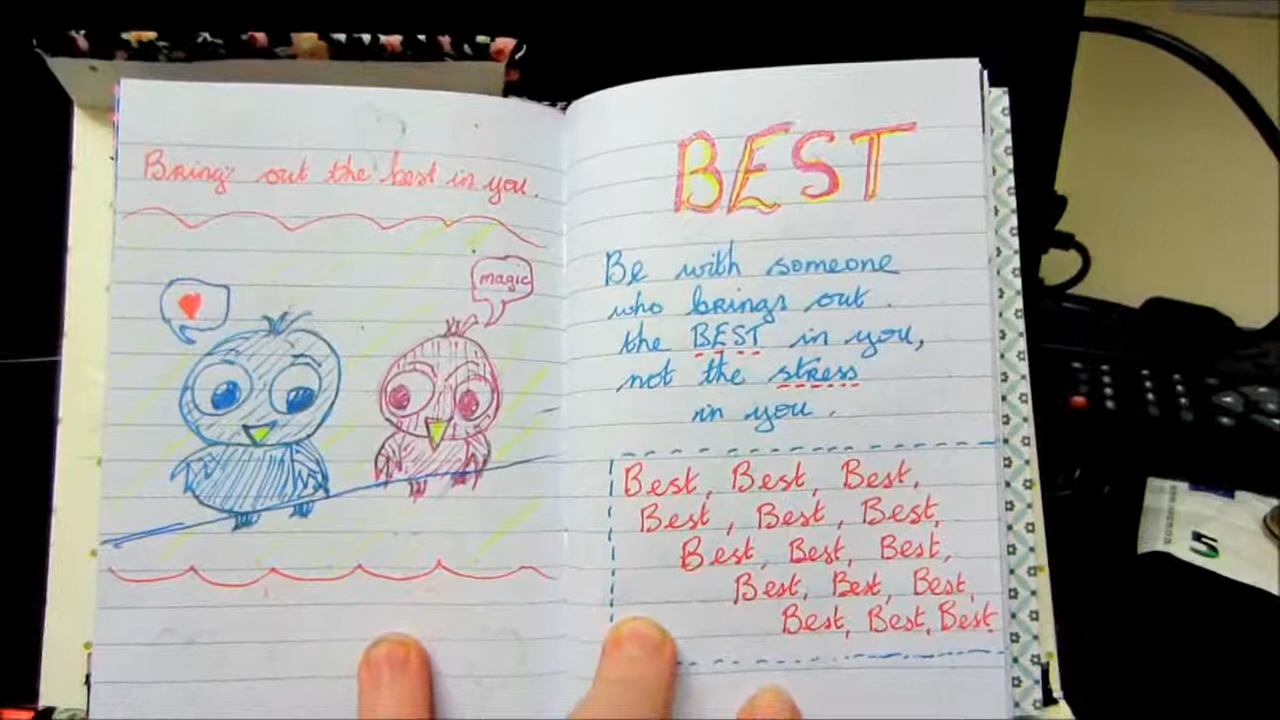 Bring out the best in you.
magic
BEST
Be with someone
who brings out
the BEST in you,
not the stress
in you.
Best, Best, Best,
Best, Best, Best,
Best, Best, Best,
Best, Best, Best,
Best, Best, Best.
5